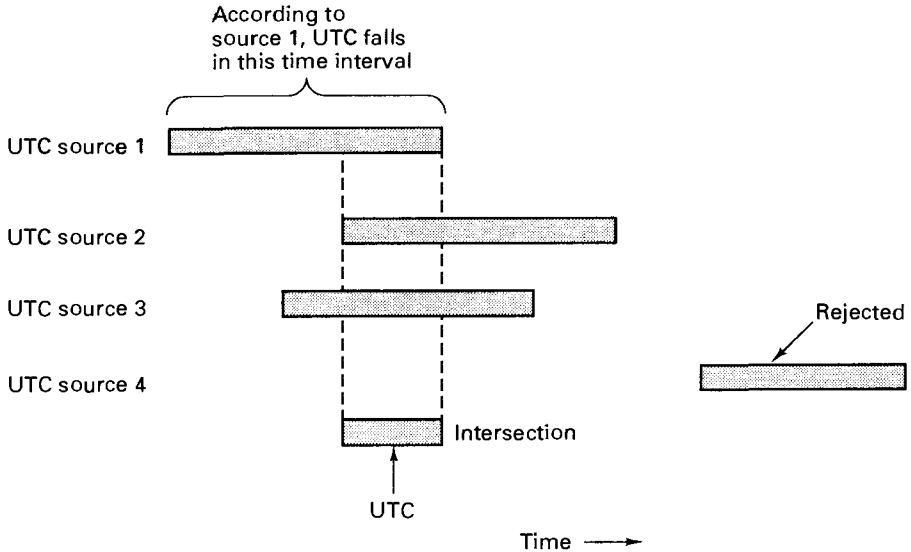 According to
source 1, UTC falls
in this time interval
UTC source 1
UTC source 2
UTC source 3
Rejected
UTC source 4
Intersection
UTC
Time